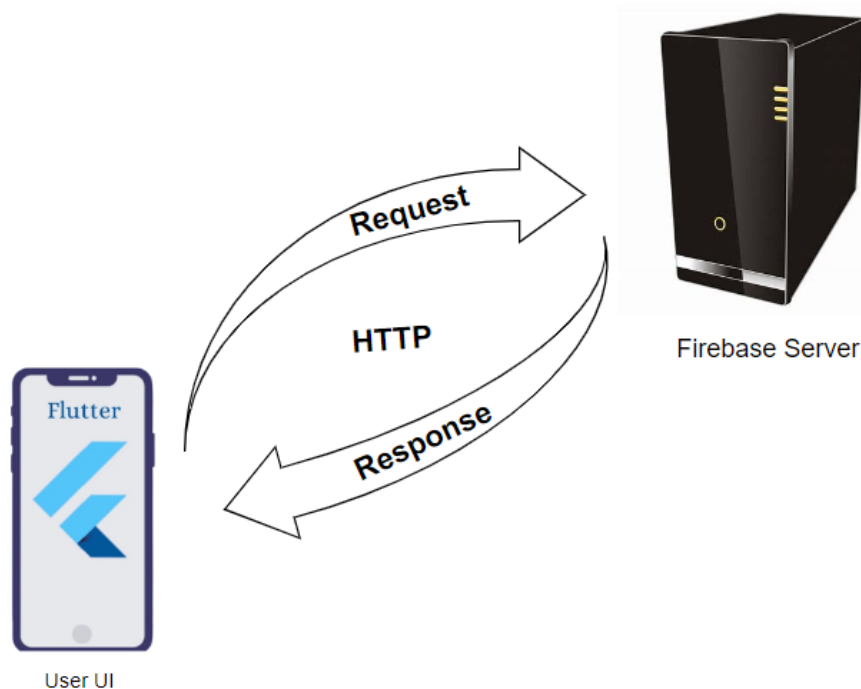 Request
HTTP
Firebase Server
Flutter
Response
User UI